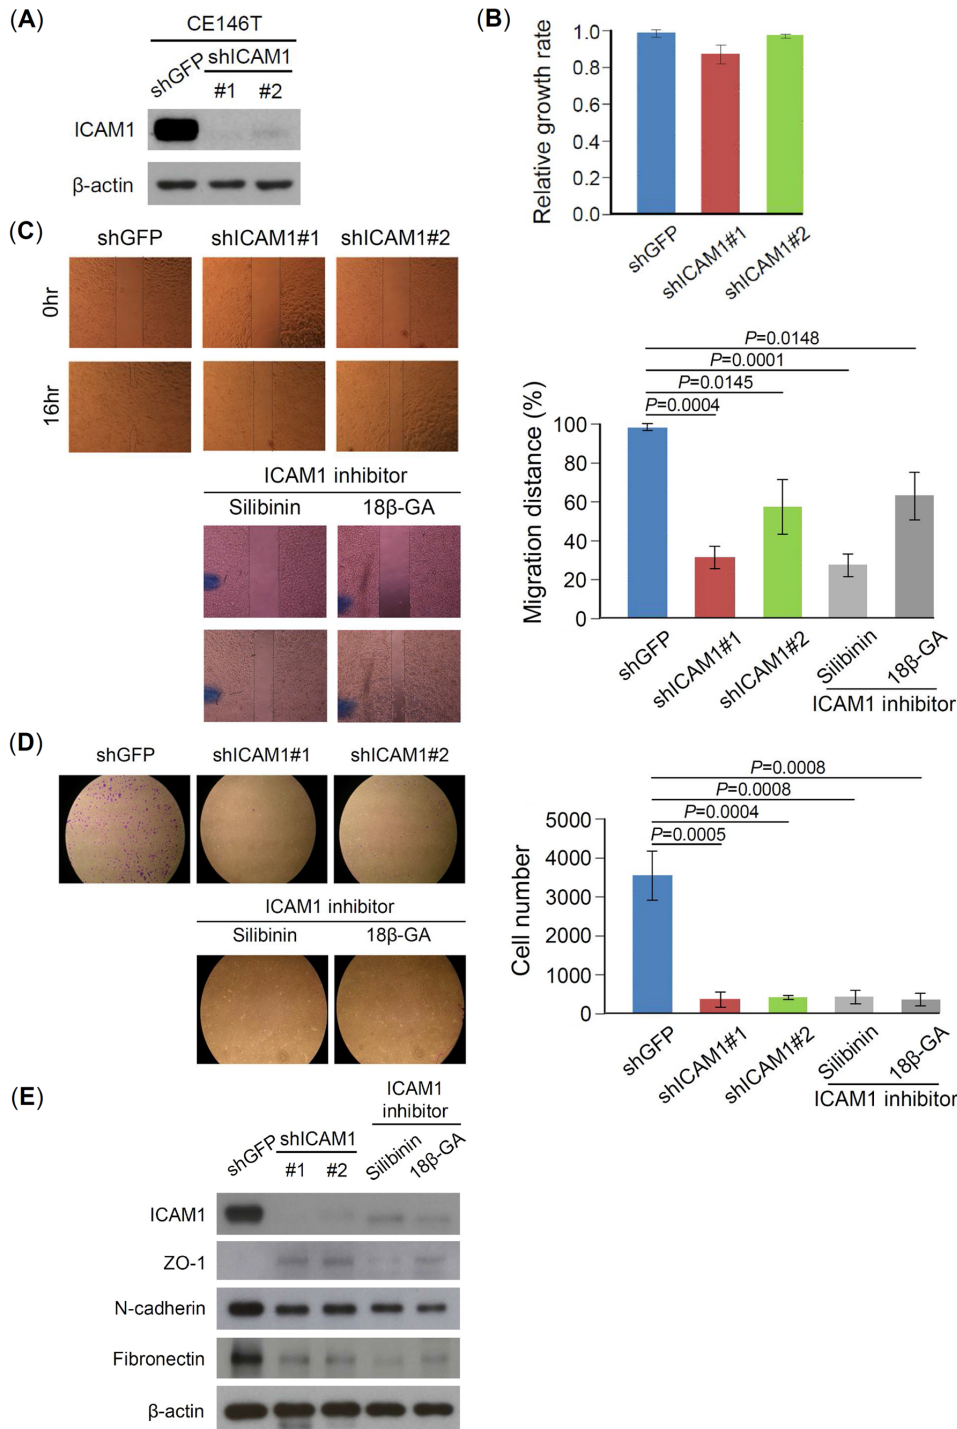 (A)
CE146T
shGFP
shICAM1
#1 #2
ICAM1
β-actin
(B)
Relative growth rate
1.0
0.8
0.6
0.4
0.2
0.0
shGFP
shICAM1#1
shICAM1#2
(C)
shGFP shICAM1#1 shICAM1#2
0hr
16hr
ICAM1 inhibitor
Silibinin 18β-GA
P=0.0148
P=0.0001
P=0.0145
P=0.0004
Migration distance (%)
100
80
60
40
20
0
shGFP
shICAM1#1
shICAM1#2
Silibinin
18β-GA
ICAM1 inhibitor
(D)
shGFP shICAM1#1 shICAM1#2
ICAM1 inhibitor
Silibinin 18β-GA
P=0.0008
P=0.0008
P=0.0004
P=0.0005
Cell number
5000
4000
3000
2000
1000
0
shGFP
shICAM1#1
shICAM1#2
Silibinin
18β-GA
ICAM1 inhibitor
(E)
shGFP
shICAM1
#1 #2
ICAM1
inhibitor
Silibinin
18β-GA
ICAM1
ZO-1
N-cadherin
Fibronectin
β-actin